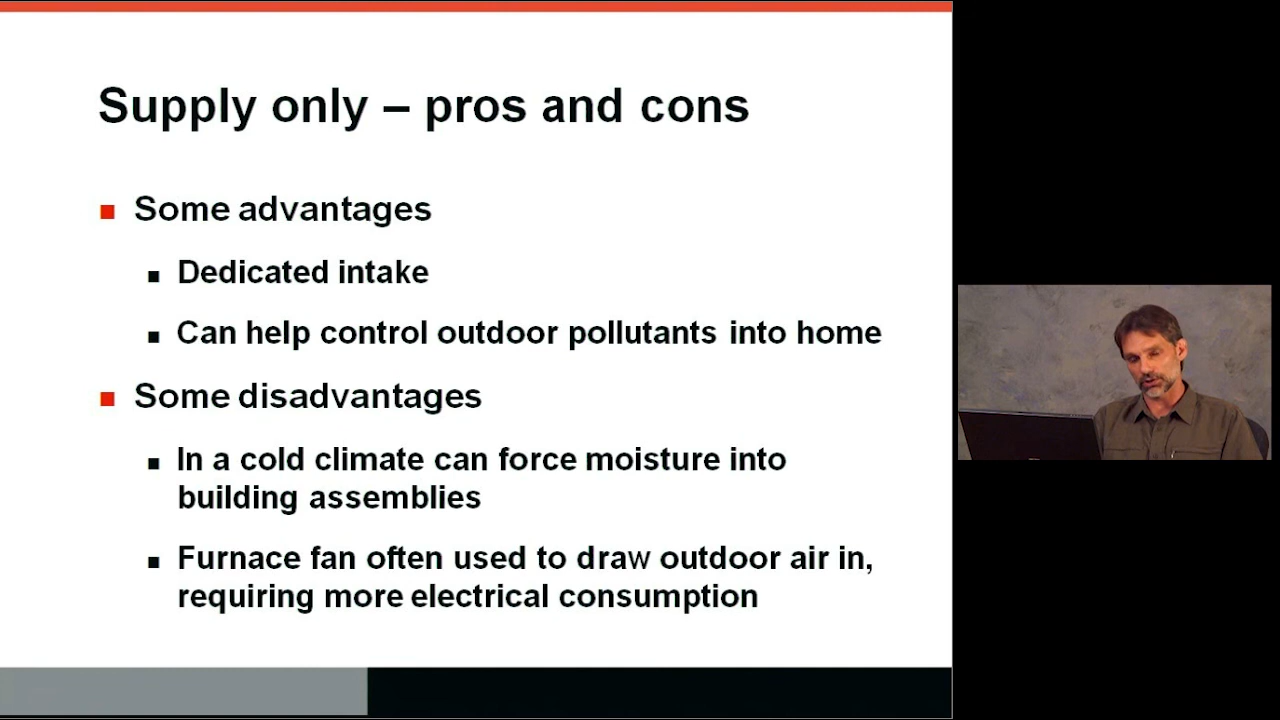 Supply only – pros and cons
Some advantages
Dedicated intake
Can help control outdoor pollutants into home
Some disadvantages
In a cold climate can force moisture into
building assemblies
Furnace fan often used to draw outdoor air in,
requiring more electrical consumption